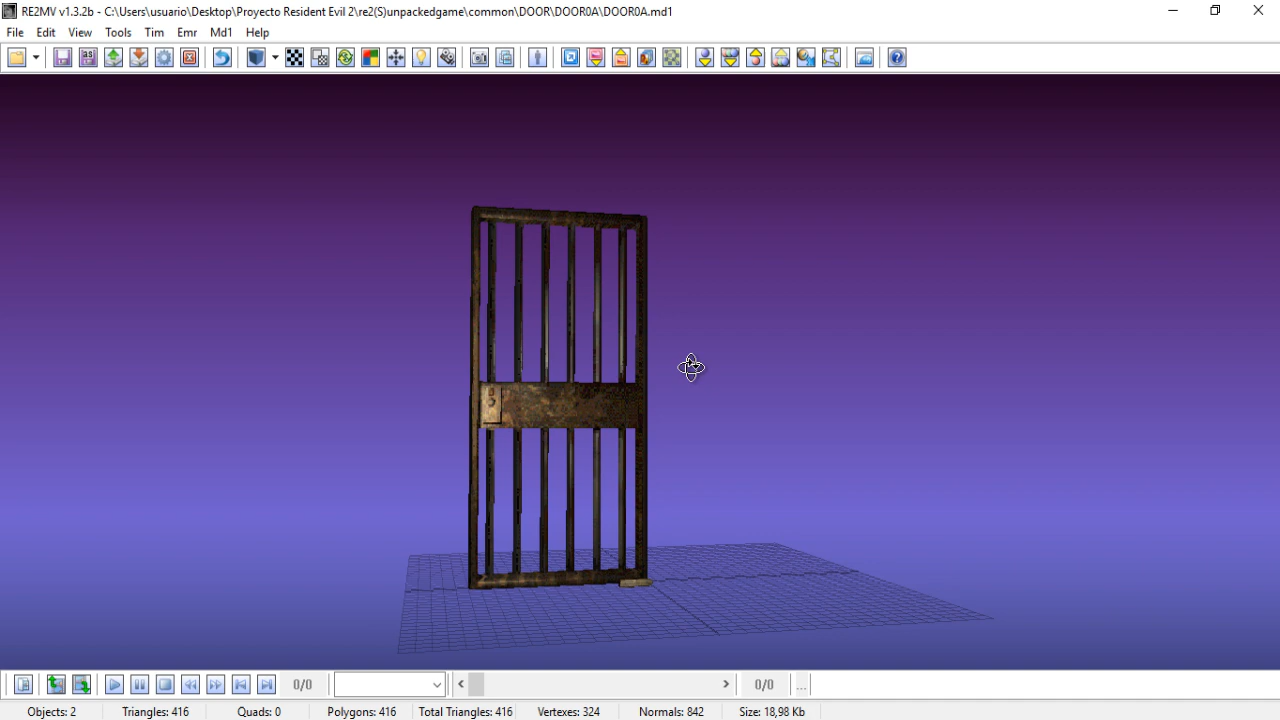 RE2MV v1.3.2b - C:\Users\usuario\Desktop\Proyecto Resident Evil 2\re2(S)unpackedgame\common\DOOR\DOOR0A\DOOR0A.md1
File Edit View Tools Tim Emr Md1 Help
as
0/0 0/0 ...
Objects: 2 Triangles: 416 Quads: 0 Polygons: 416 Total Triangles: 416 Vertexes: 324 Normals: 842 Size: 18,98 Kb